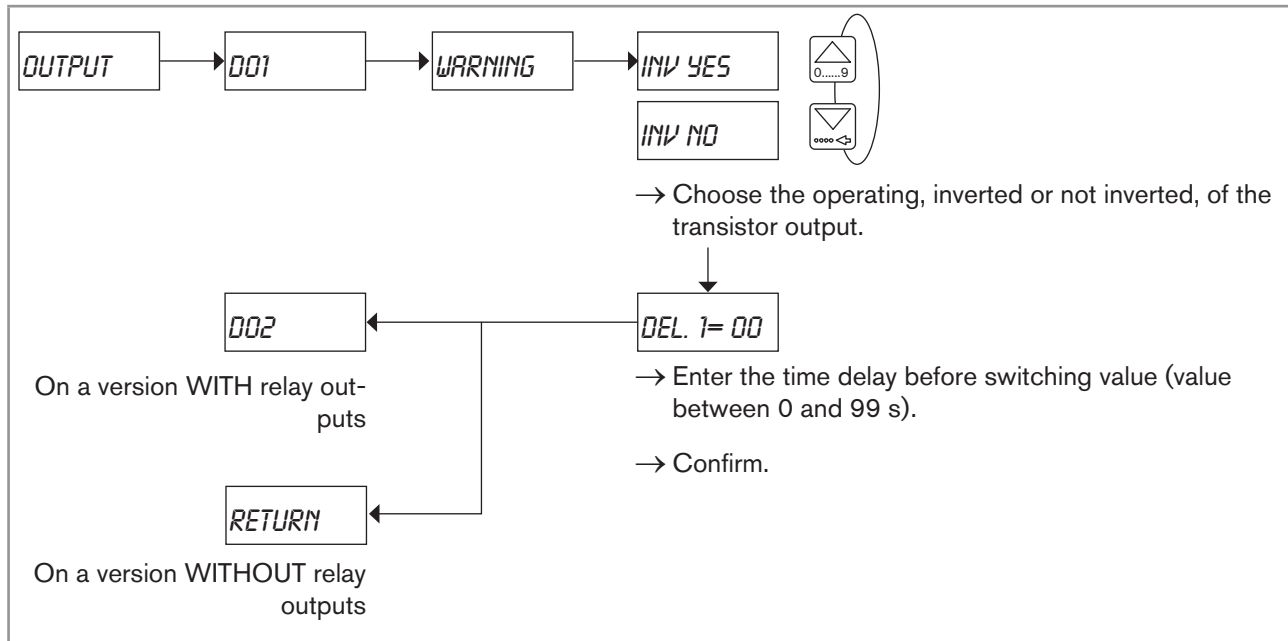 OUTPUT
DO1
WARNING
INV YES
0......9
INV NO
→ Choose the operating, inverted or not inverted, of the
transistor output.
DO2
DEL. 1= 00
On a version WITH relay out-
puts
→ Enter the time delay before switching value (value
between 0 and 99 s).
→ Confirm.
RETURN
On a version WITHOUT relay
outputs